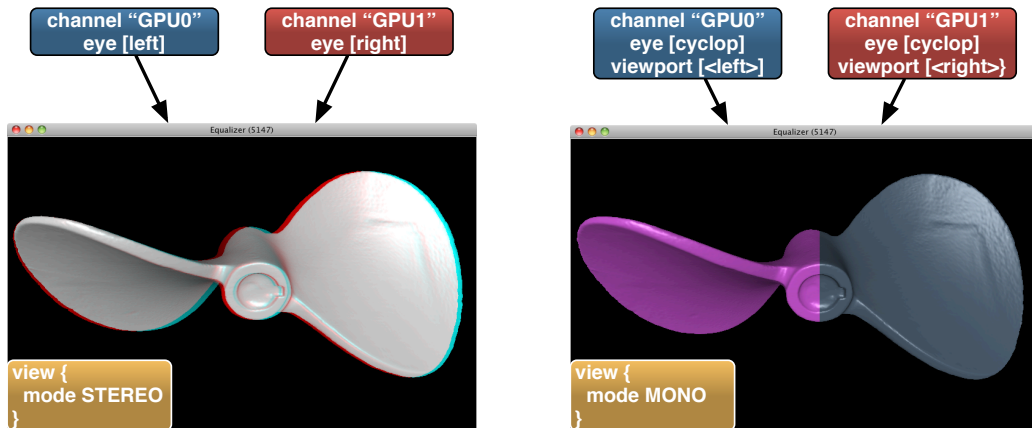 channel “GPU0”
eye [left]
channel “GPU1”
eye [right]
Equalizer (5147)
view {
mode STEREO
}
channel “GPU0”
eye [cyclop]
viewport [<left>]
channel “GPU1”
eye [cyclop]
viewport [<right>}
Equalizer (5147)
view {
mode MONO
}